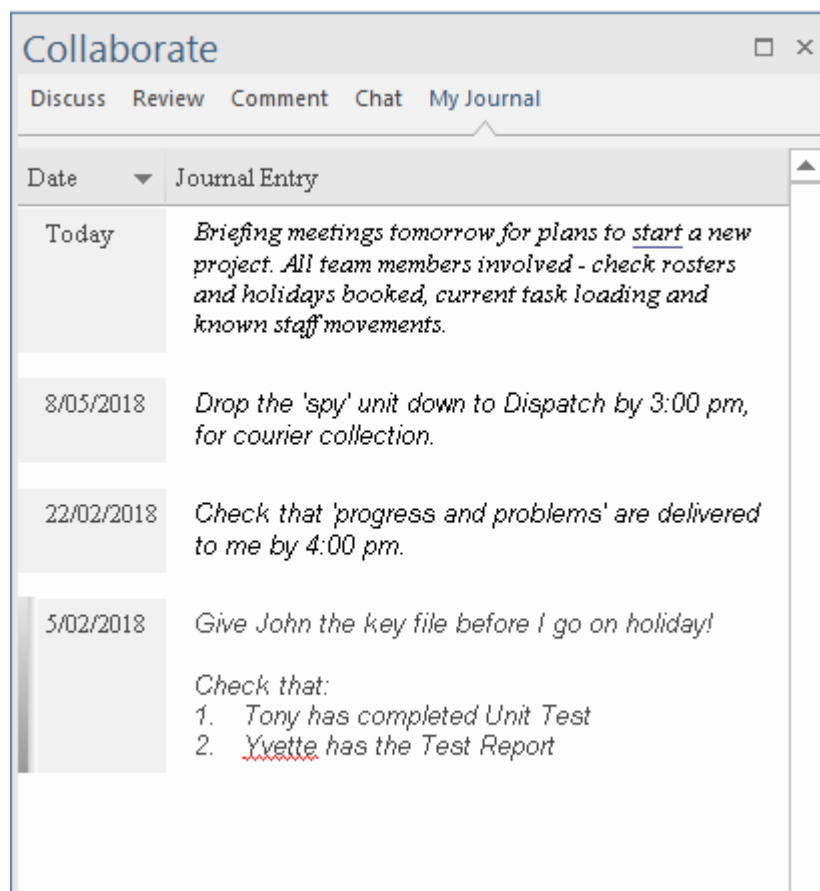 Collaborate
Discuss Review Comment Chat My Journal
Date Journal Entry
Today
Briefing meetings tomorrow for plans to start a new
project. All team members involved - check rosters
and holidays booked, current task loading and
known staff movements.
8/05/2018
Drop the 'spy' unit down to Dispatch by 3:00 pm,
for courier collection.
22/02/2018
Check that 'progress and problems' are delivered
to me by 4:00 pm.
5/02/2018
Give John the key file before I go on holiday!
Check that:
1. Tony has completed Unit Test
2. Yvette has the Test Report